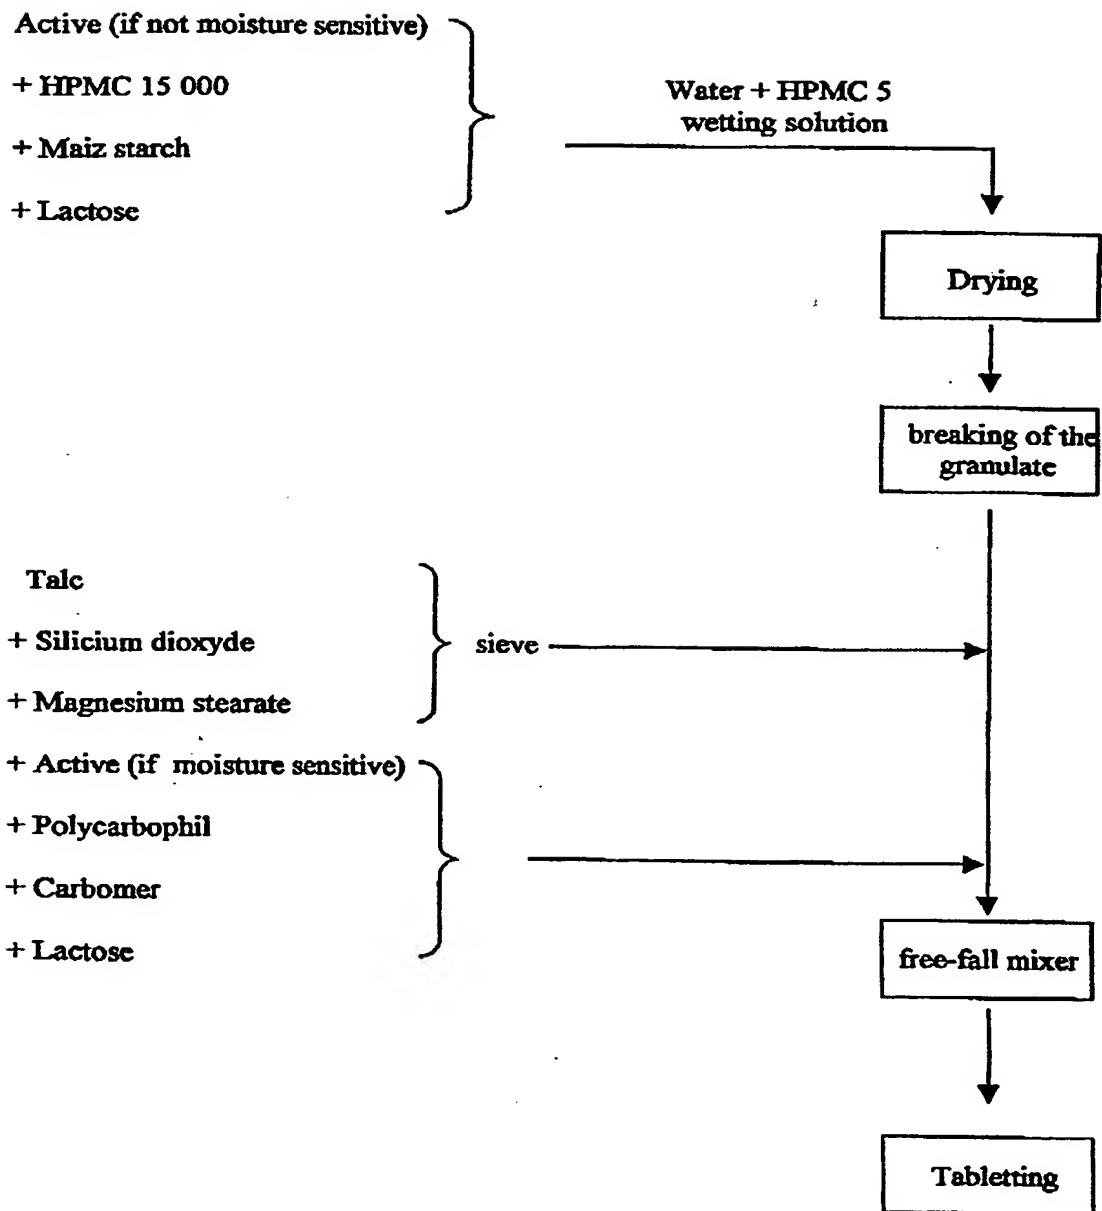 Active (if not moisture sensitive)
+ HPMC 15 000
+ Maiz starch
+ Lactose
Water + HPMC 5
wetting solution
Drying
breaking of the
granulate
Talc
+ Silicium dioxyde
+ Magnesium stearate
sieve
+ Active (if moisture sensitive)
+ Polycarbophil
+ Carbomer
+ Lactose
free-fall mixer
Tabletting